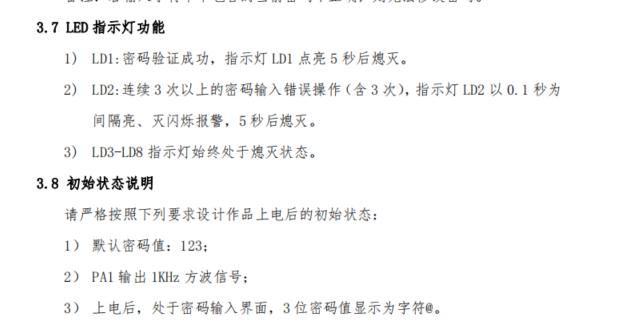 3.7 LED 指示灯功能
1) LD1:密码验证成功，指示灯 LD1 点亮 5 秒后熄灭。
2) LD2:连续 3 次以上的密码输入错误操作（含 3 次），指示灯 LD2 以 0.1 秒为
间隔亮、灭闪烁报警，5 秒后熄灭。
3) LD3-LD8 指示灯始终处于熄灭状态。
3.8 初始状态说明
请严格按照下列要求设计作品上电后的初始状态：
1) 默认密码值：123；
2) PA1 输出 1KHz 方波信号；
3) 上电后，处于密码输入界面，3 位密码值显示为字符@。